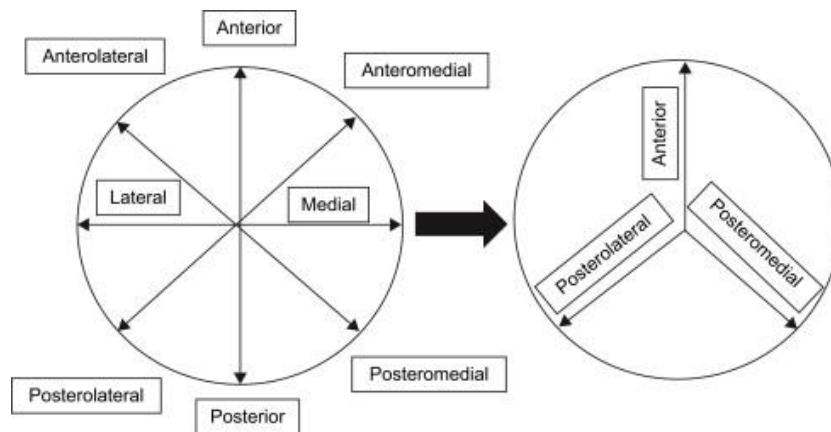 Anterior
Anterolateral
Anteromedial
Lateral
Medial
Posterolateral
Posteromedial
Posterior
Anterior
Posterolateral
Posteromedial